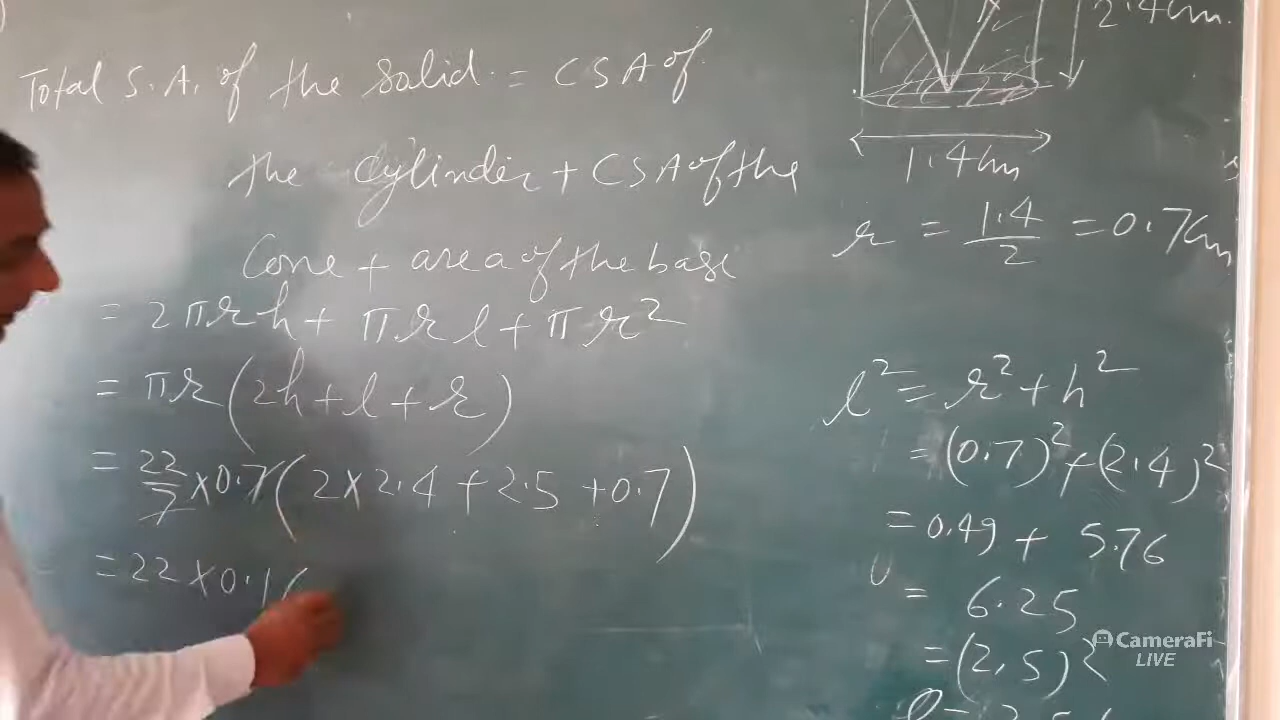 Total S.A. of the solid = CSA of
the cylinder + CSA of the
Cone + area of the base
= 2πrh + πrl + πr²
= πr(2h+l+r)
= 22/7 × 0.7(2×2.4 + 2.5 + 0.7)
= 22 × 0.1
2.4cm
1.4cm
r = 1.4/2 = 0.7cm
l² = r² + h²
= (0.7)² + (2.4)²
= 0.49 + 5.76
= 6.25
= (2.5)²
CameraFi
LIVE